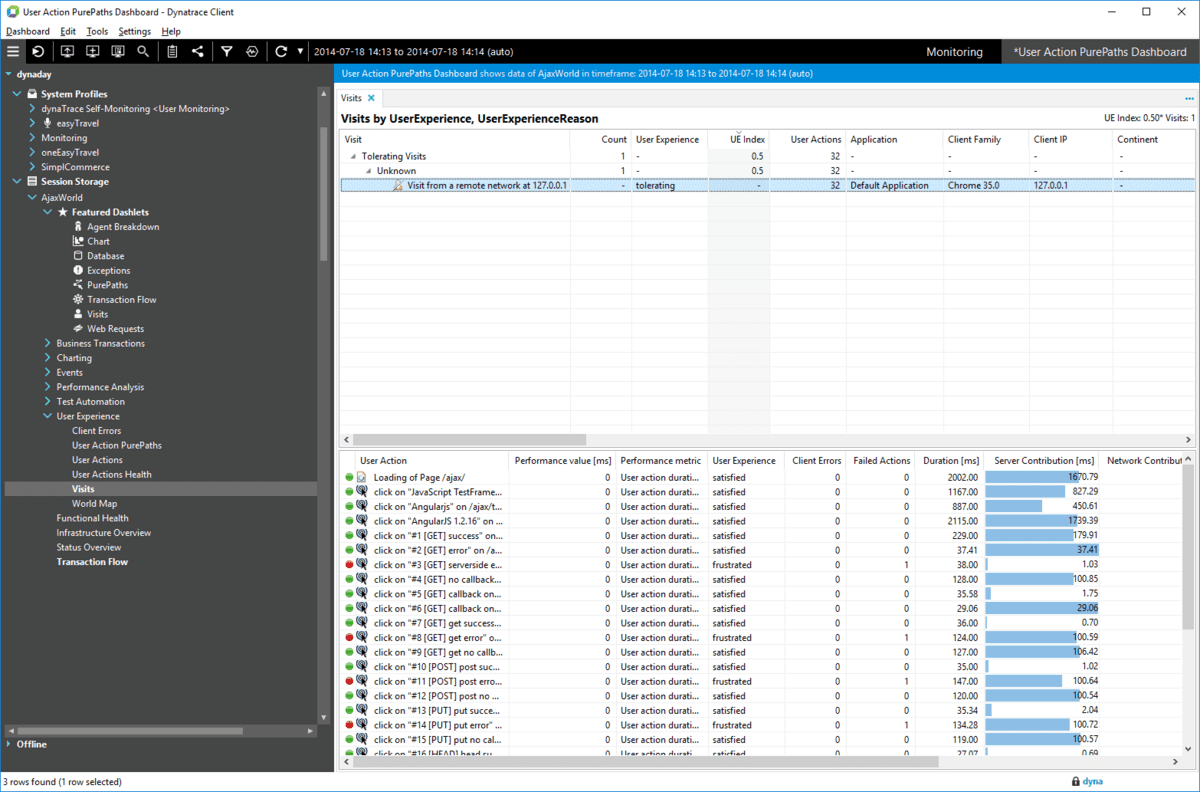 User Action PurePaths Dashboard - Dynatrace Client
Dashboard Edit Tools Settings Help
2014-07-18 14:13 to 2014-07-18 14:14 (auto) Monitoring *User Action PurePaths Dashboard
dynaday
System Profiles
dynaTrace Self-Monitoring <User Monitoring>
easyTravel
Monitoring
oneEasyTravel
SimplCommerce
Session Storage
AjaxWorld
Featured Dashlets
Agent Breakdown
Chart
Database
Exceptions
PurePaths
Transaction Flow
Visits
Web Requests
Business Transactions
Charting
Events
Performance Analysis
Test Automation
User Experience
Client Errors
User Action PurePaths
User Actions
User Actions Health
Visits
World Map
Functional Health
Infrastructure Overview
Status Overview
Transaction Flow
Offline
User Action PurePaths Dashboard shows data of AjaxWorld in timeframe: 2014-07-18 14:13 to 2014-07-18 14:14 (auto)
Visits
Visits by UserExperience, UserExperienceReason UE Index: 0.50* Visits: 1
Visit Count User Experience UE Index User Actions Application Client Family Client IP Continent
Tolerating Visits 1 - 0.5 32 - - - -
Unknown 1 - 0.5 32 - - - -
Visit from a remote network at 127.0.0.1 - tolerating - 32 Default Application Chrome 35.0 127.0.0.1 -
User Action Performance value [ms] Performance metric User Experience Client Errors Failed Actions Duration [ms] Server Contribution [ms] Network Contribut
Loading of Page /ajax/ 0 User action durati... satisfied 0 0 2002.00 1670.79
click on "JavaScript TestFrame... 0 User action durati... satisfied 0 0 1167.00 827.29
click on "Angularjs" on /ajax/t... 0 User action durati... satisfied 0 0 887.00 450.61
click on "AngularJS 1.2.16" on ... 0 User action durati... satisfied 0 0 2115.00 1739.39
click on "#1 [GET] success" on... 0 User action durati... satisfied 0 0 229.00 179.91
click on "#2 [GET] error" on /a... 0 User action durati... satisfied 0 0 37.41 37.41
click on "#3 [GET] serverside e... 0 User action durati... frustrated 0 1 38.00 1.03
click on "#4 [GET] no callback... 0 User action durati... satisfied 0 0 128.00 100.85
click on "#5 [GET] callback on... 0 User action durati... satisfied 0 0 35.58 1.75
click on "#6 [GET] callback on... 0 User action durati... satisfied 0 0 29.06 29.06
click on "#7 [GET] get success... 0 User action durati... satisfied 0 0 36.00 0.70
click on "#8 [GET] get error" o... 0 User action durati... frustrated 0 1 124.00 100.59
click on "#9 [GET] get no callb... 0 User action durati... satisfied 0 0 127.00 106.42
click on "#10 [POST] post suc... 0 User action durati... satisfied 0 0 35.00 1.02
click on "#11 [POST] post erro... 0 User action durati... frustrated 0 1 147.00 100.64
click on "#12 [POST] post no ... 0 User action durati... satisfied 0 0 120.00 100.54
click on "#13 [PUT] put succe... 0 User action durati... satisfied 0 0 35.34 2.04
click on "#14 [PUT] put error" ... 0 User action durati... frustrated 0 1 134.28 100.72
click on "#15 [PUT] put no cal... 0 User action durati... satisfied 0 0 119.00 100.57
click on "#16 [HEAD] head su... 0 User action durati... satisfied 0 0 27.07 0.69
3 rows found (1 row selected) dyna